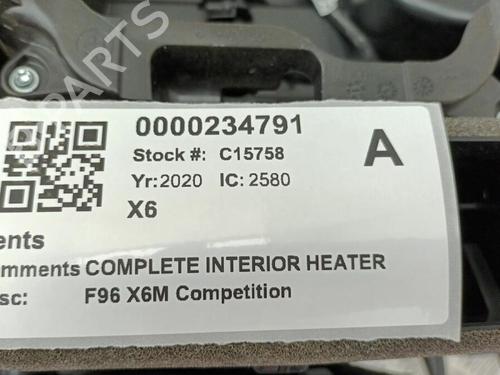 PARTS
0000234791
Stock #: C15758
A
Yr:2020 IC: 2580
X6
ents
mments COMPLETE INTERIOR HEATER
sc: F96 X6M Competition